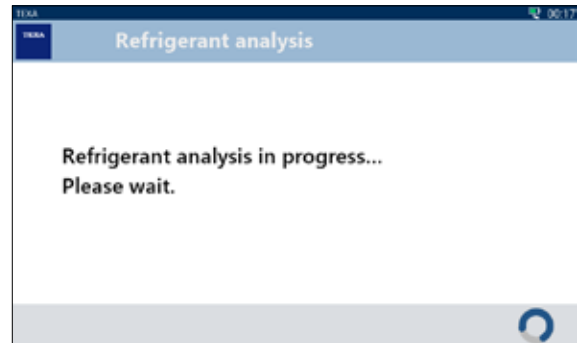 TEXA
00:17
TEXA
Refrigerant analysis
Refrigerant analysis in progress...
Please wait.